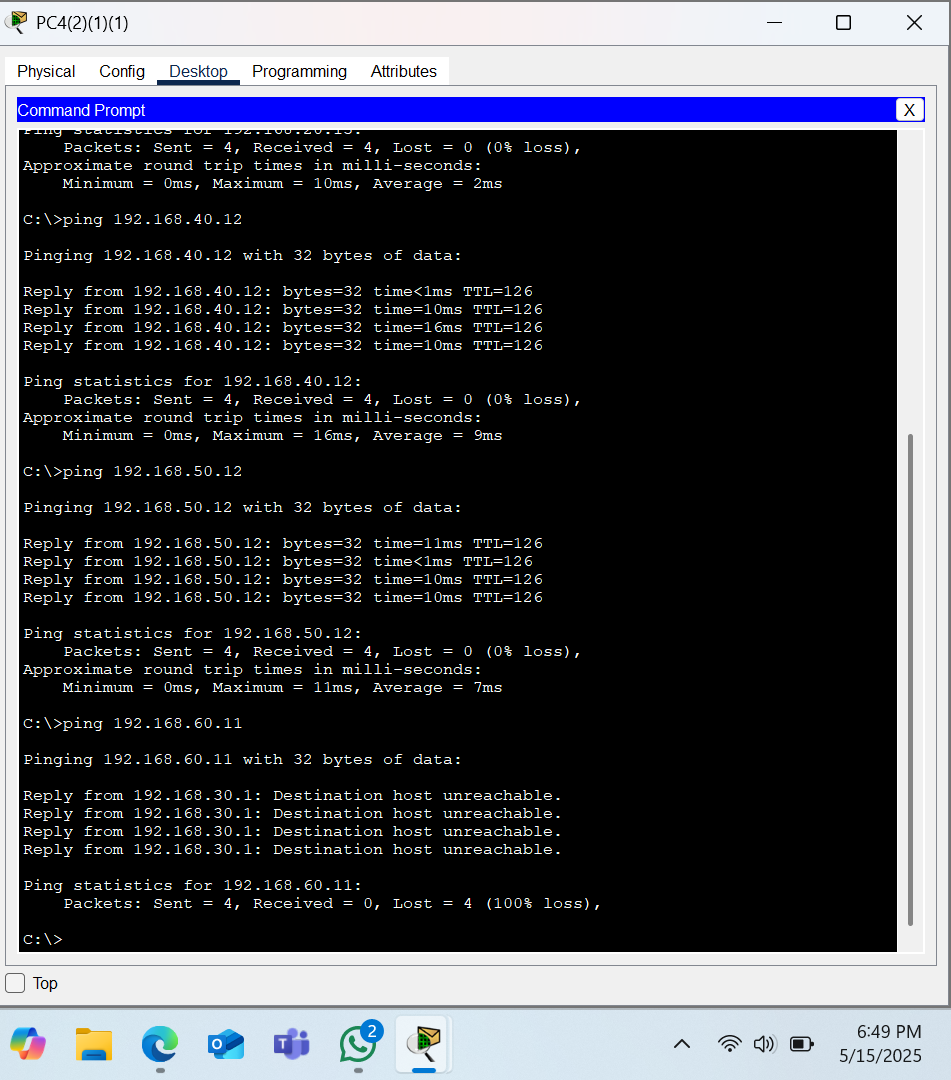 PC4(2)(1)(1)
Physical Config Desktop Programming Attributes
Command Prompt X
Ping statistics for 192.168.20.13:
Packets: Sent = 4, Received = 4, Lost = 0 (0% loss),
Approximate round trip times in milli-seconds:
Minimum = 0ms, Maximum = 10ms, Average = 2ms
C:\>ping 192.168.40.12
Pinging 192.168.40.12 with 32 bytes of data:
Reply from 192.168.40.12: bytes=32 time<1ms TTL=126
Reply from 192.168.40.12: bytes=32 time=10ms TTL=126
Reply from 192.168.40.12: bytes=32 time=16ms TTL=126
Reply from 192.168.40.12: bytes=32 time=10ms TTL=126
Ping statistics for 192.168.40.12:
Packets: Sent = 4, Received = 4, Lost = 0 (0% loss),
Approximate round trip times in milli-seconds:
Minimum = 0ms, Maximum = 16ms, Average = 9ms
C:\>ping 192.168.50.12
Pinging 192.168.50.12 with 32 bytes of data:
Reply from 192.168.50.12: bytes=32 time=11ms TTL=126
Reply from 192.168.50.12: bytes=32 time<1ms TTL=126
Reply from 192.168.50.12: bytes=32 time=10ms TTL=126
Reply from 192.168.50.12: bytes=32 time=10ms TTL=126
Ping statistics for 192.168.50.12:
Packets: Sent = 4, Received = 4, Lost = 0 (0% loss),
Approximate round trip times in milli-seconds:
Minimum = 0ms, Maximum = 11ms, Average = 7ms
C:\>ping 192.168.60.11
Pinging 192.168.60.11 with 32 bytes of data:
Reply from 192.168.30.1: Destination host unreachable.
Reply from 192.168.30.1: Destination host unreachable.
Reply from 192.168.30.1: Destination host unreachable.
Reply from 192.168.30.1: Destination host unreachable.
Ping statistics for 192.168.60.11:
Packets: Sent = 4, Received = 0, Lost = 4 (100% loss),
C:\>
Top
2
6:49 PM
5/15/2025